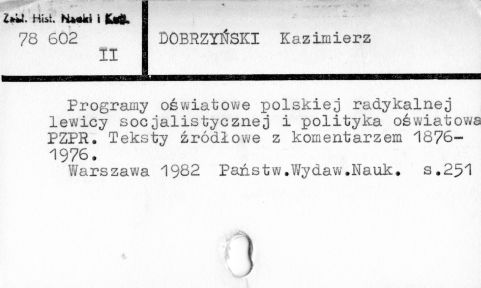 Zakł. Hist. Nauki i Kult.
78 602
II
DOBRZYŃSKI Kazimierz
Programy oświatowe polskiej radykalnej
lewicy socjalistycznej i polityka oświatowa
PZPR. Teksty źródłowe z komentarzem 1876-
1976.
Warszawa 1982 Państw.Wydaw.Nauk. s.251